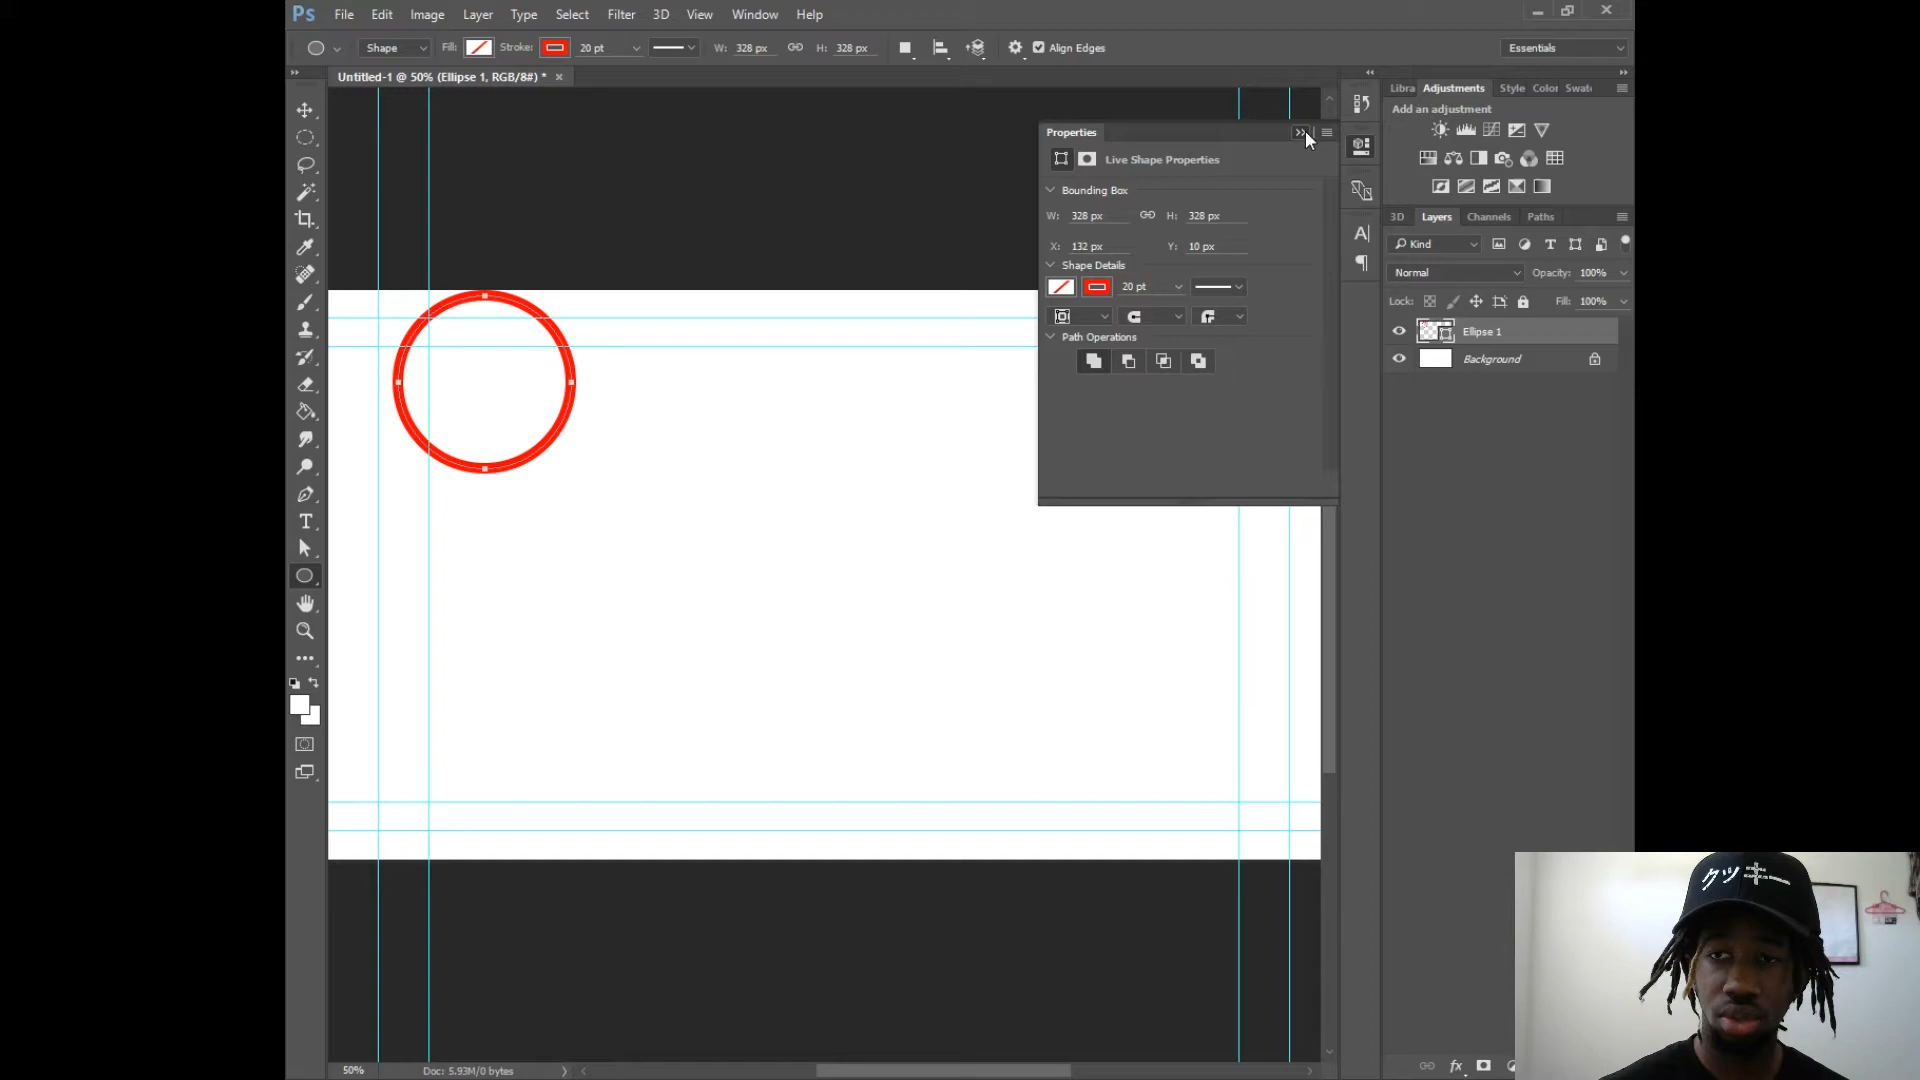 Ps File Edit Image Layer Type Select Filter 3D View Window Help
Shape Fill: Stroke: 20 pt W: 328 px H: 328 px Align Edges Essentials
Untitled-1 @ 50% (Ellipse 1, RGB/8#) *
Libra Adjustments Style Color Swatc
Add an adjustment
Properties
Live Shape Properties
Bounding Box
W: 328 px H: 328 px
X: 132 px Y: 10 px
Shape Details
20 pt
Path Operations
3D Layers Channels Paths
Kind
Normal Opacity: 100%
Lock: Fill: 100%
Ellipse 1
Background
50% Doc: 5.93M/0 bytes
fx